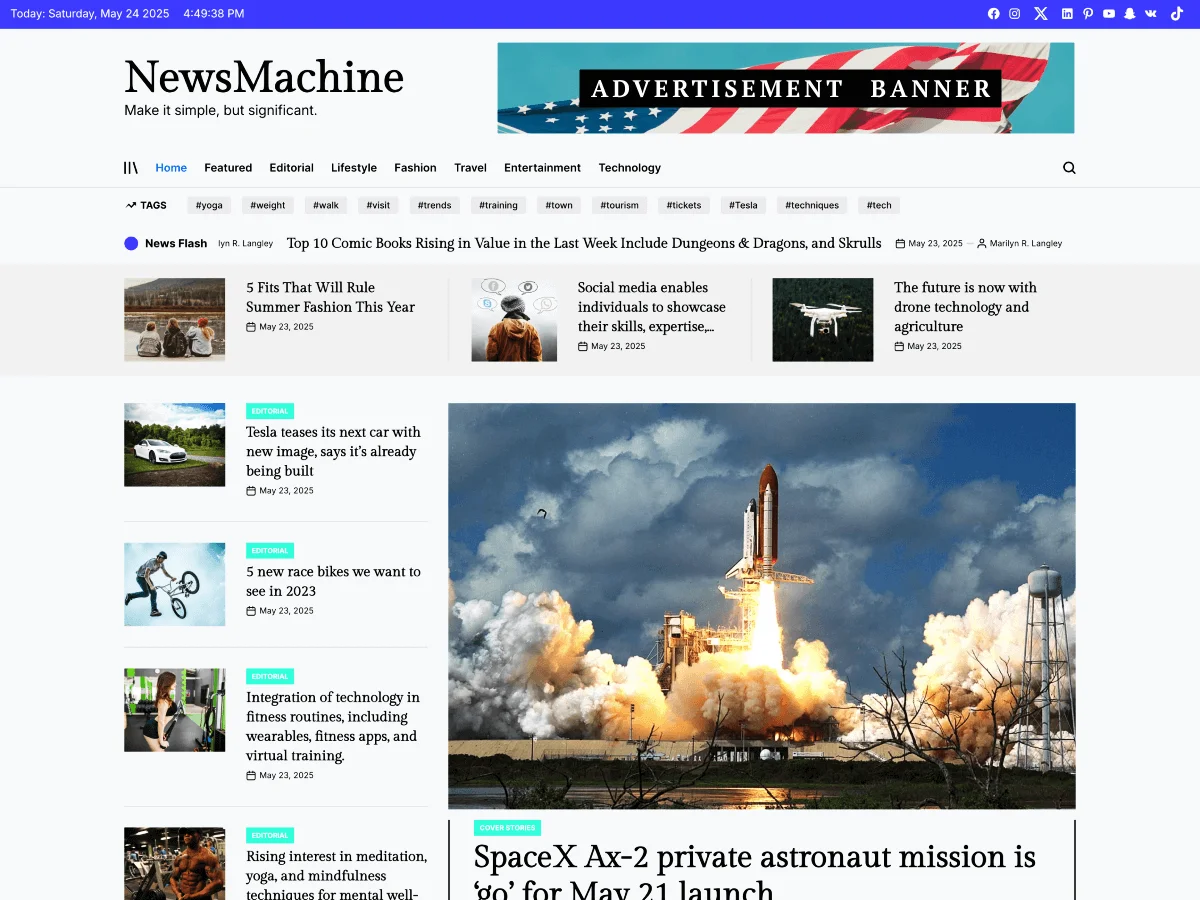 Today: Saturday, May 24 2025 4:49:38 PM
NewsMachine
Make it simple, but significant.
ADVERTISEMENT BANNER
Home Featured Editorial Lifestyle Fashion Travel Entertainment Technology
TAGS #yoga #weight #walk #visit #trends #training #town #tourism #tickets #Tesla #techniques #tech
News Flash lyn R. Langley Top 10 Comic Books Rising in Value in the Last Week Include Dungeons & Dragons, and Skrulls May 23, 2025 — Marilyn R. Langley
5 Fits That Will Rule
Summer Fashion This Year
May 23, 2025
Social media enables
individuals to showcase
their skills, expertise,...
May 23, 2025
The future is now with
drone technology and
agriculture
May 23, 2025
EDITORIAL
Tesla teases its next car with
new image, says it’s already
being built
May 23, 2025
EDITORIAL
5 new race bikes we want to
see in 2023
May 23, 2025
EDITORIAL
Integration of technology in
fitness routines, including
wearables, fitness apps, and
virtual training.
May 23, 2025
EDITORIAL
Rising interest in meditation,
yoga, and mindfulness
techniques for mental well-
COVER STORIES
SpaceX Ax-2 private astronaut mission is
‘go’ for May 21 launch